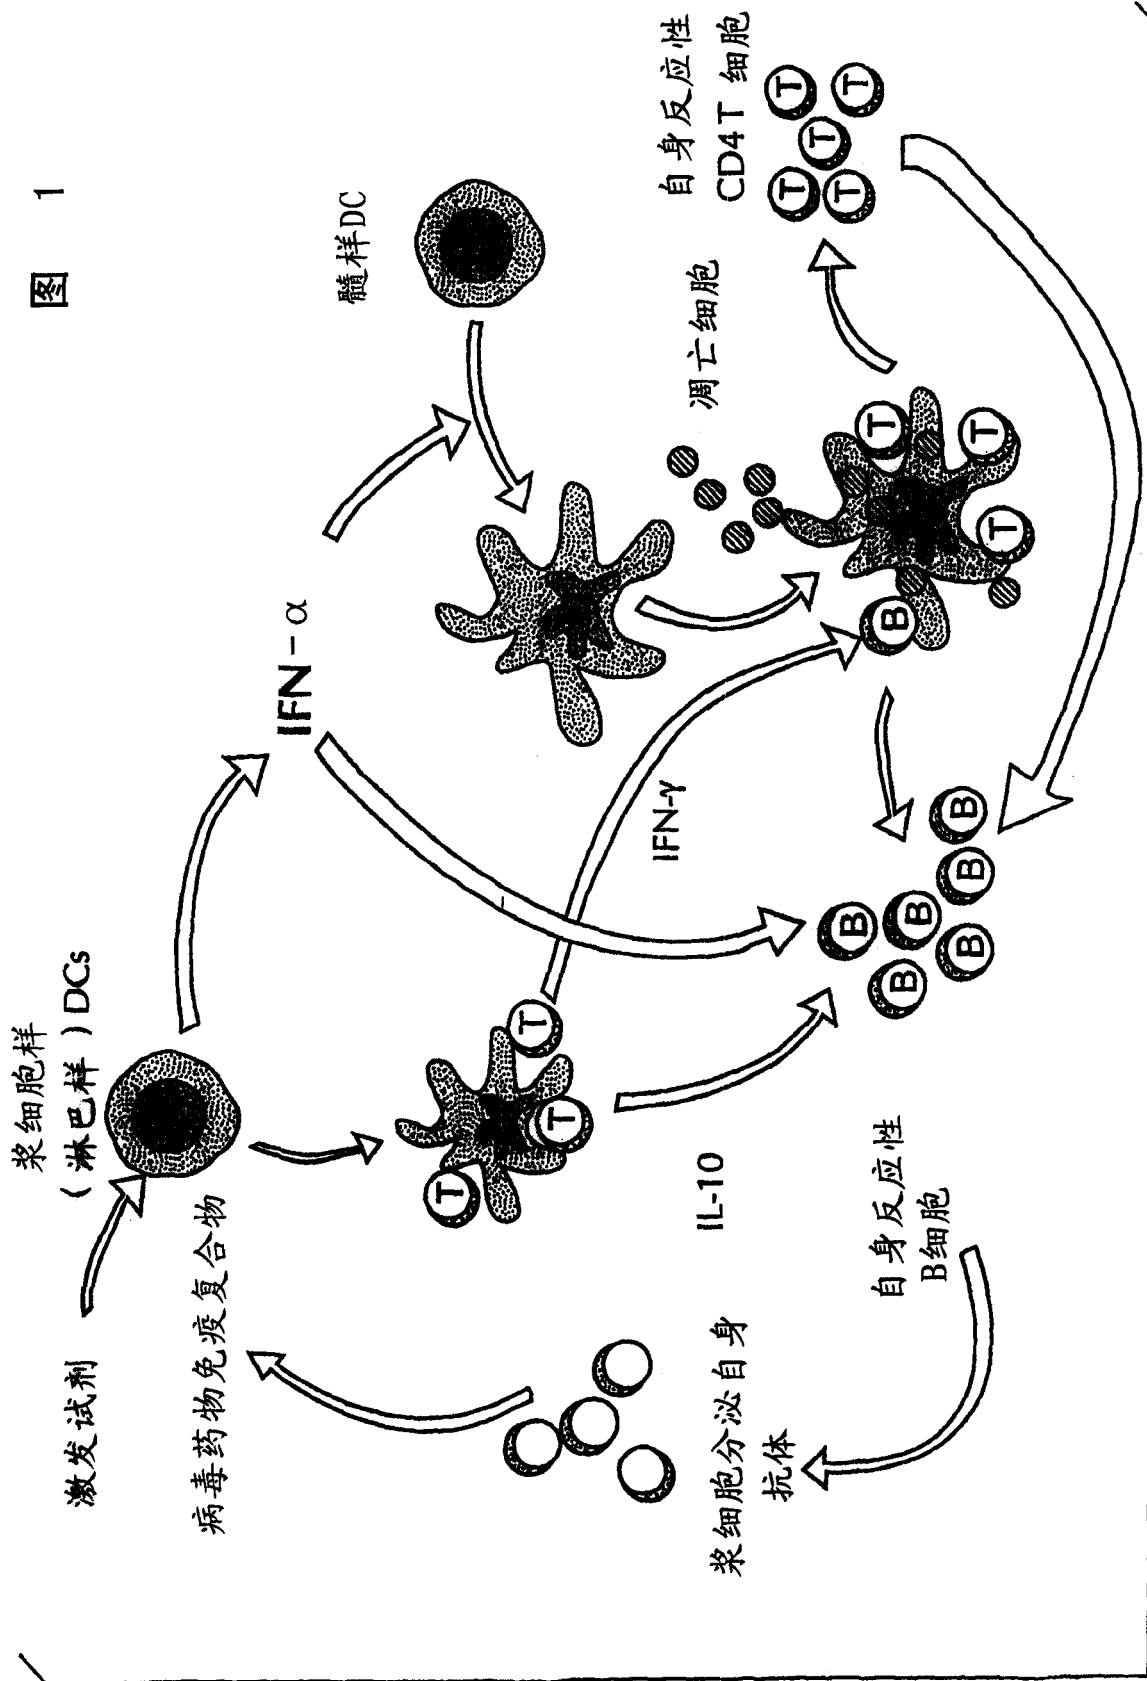 图 1
浆细胞样
(淋巴样)DCs
激发试剂
病毒药物免疫复合物
IFN-α
髓样DC
T
T
T
IFN-γ
凋亡细胞
自身反应性
CD4T 细胞
T
T
T
T
T
T
T
T
B
IL-10
B
B
B
B
B
B
自身反应性
B细胞
浆细胞分泌自身
抗体